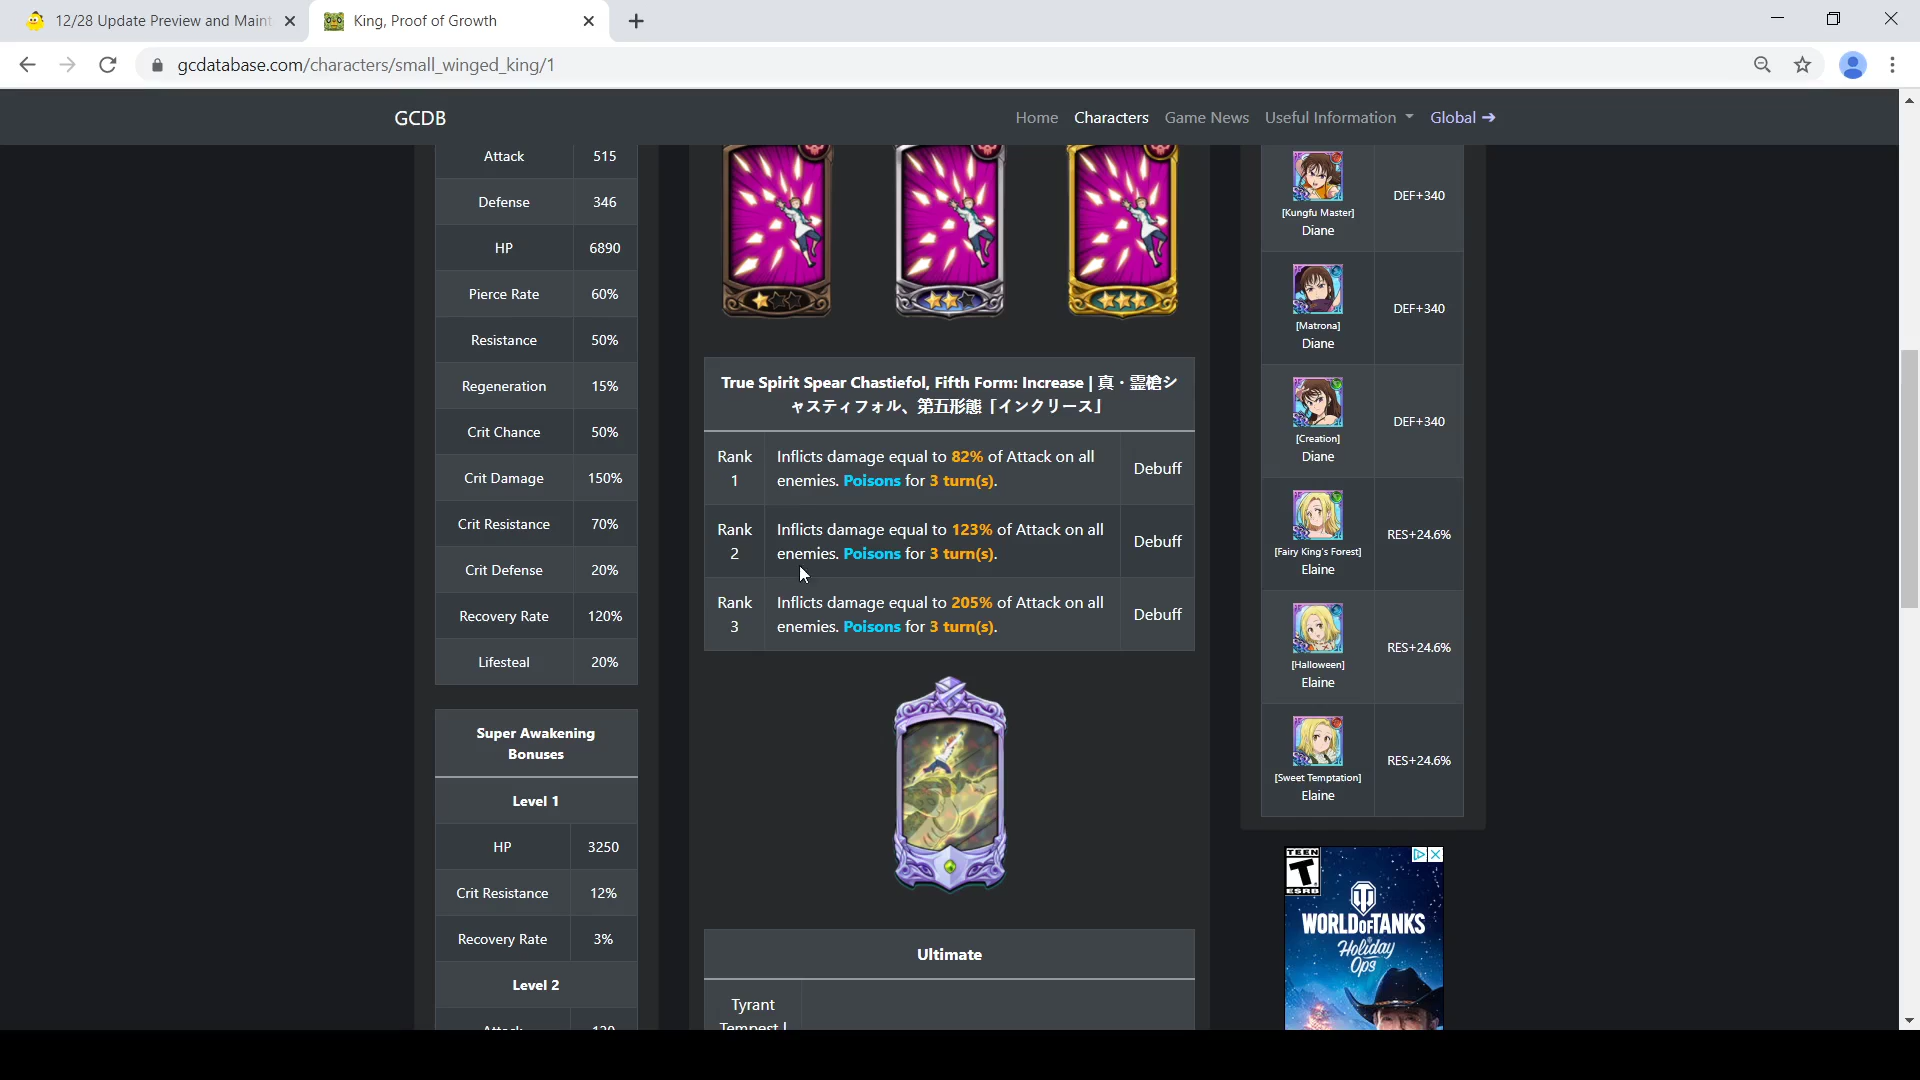 12/28 Update Preview and Maint
King, Proof of Growth
gcdatabase.com/characters/small_winged_king/1
GCDB
Home
Characters
Game News
Useful Information
Global ➔
Attack 515
Defense 346
HP 6890
Pierce Rate 60%
Resistance 50%
Regeneration 15%
Crit Chance 50%
Crit Damage 150%
Crit Resistance 70%
Crit Defense 20%
Recovery Rate 120%
Lifesteal 20%
Super Awakening
Bonuses
Level 1
HP 3250
Crit Resistance 12%
Recovery Rate 3%
Level 2
Attack 120
True Spirit Spear Chastiefol, Fifth Form: Increase | 真・霊槍シ
ャスティフォル、第五形態「インクリース」
Rank
1
Inflicts damage equal to 82% of Attack on all
enemies. Poisons for 3 turn(s).
Debuff
Rank
2
Inflicts damage equal to 123% of Attack on all
enemies. Poisons for 3 turn(s).
Debuff
Rank
3
Inflicts damage equal to 205% of Attack on all
enemies. Poisons for 3 turn(s).
Debuff
Ultimate
Tyrant
Tempest |
[Kungfu Master]
Diane
DEF+340
[Matrona]
Diane
DEF+340
[Creation]
Diane
DEF+340
[Fairy King's Forest]
Elaine
RES+24.6%
[Halloween]
Elaine
RES+24.6%
[Sweet Temptation]
Elaine
RES+24.6%
TEEN
T
ESRB
WORLD OF TANKS
Holiday
Ops